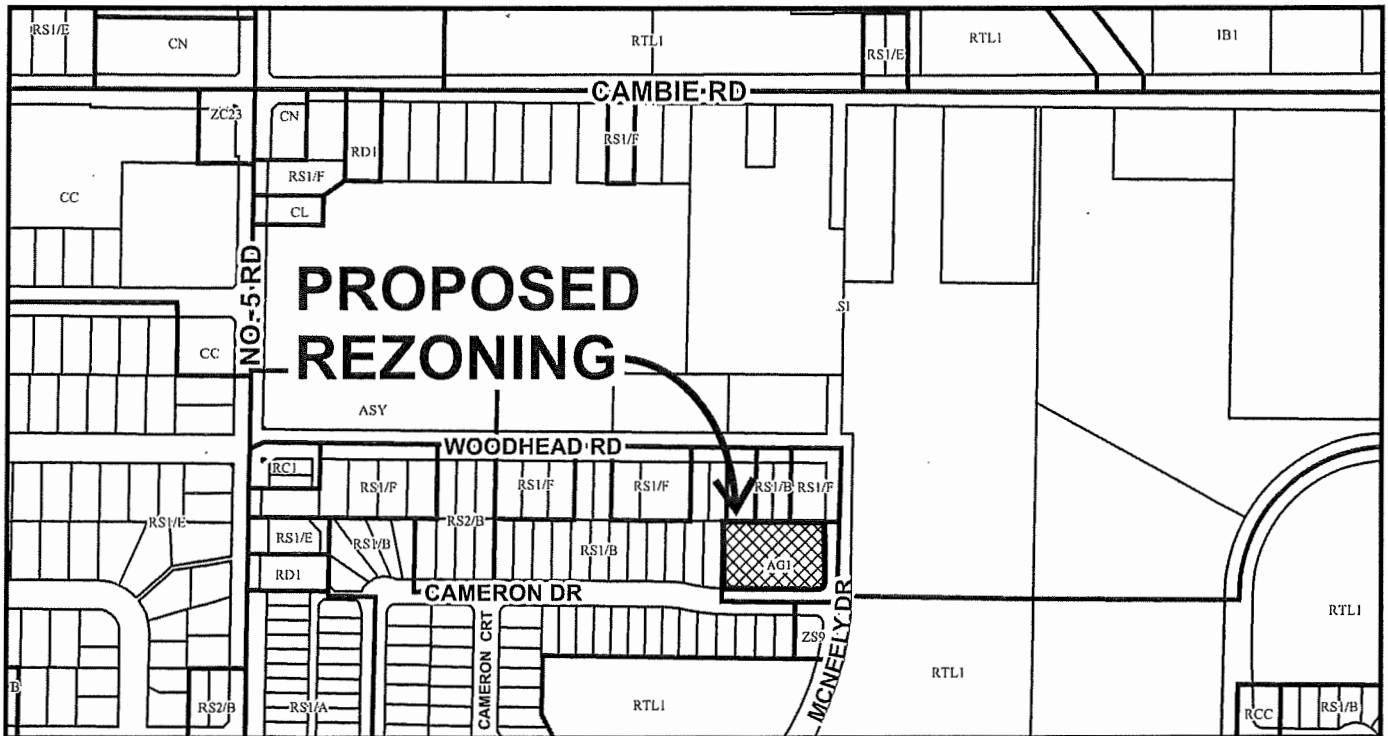 RS1/E
CN
RTL1
RS1/E
RTL1
IB1
CAMBIE RD
ZC23
CN
RD1
RS1/F
RS1/F
CC
CL
NO. 5 RD
PROPOSED
REZONING
CC
ASY
WOODHEAD RD
RC1
RS1/F
RS1/F
RS1/F
RS1/B
RS1/F
RS1/E
RS2/B
RS1/E
RS1/B
RS1/B
AG1
RD1
CAMERON DR
CAMERON CRT
ZS9
MCNEELY DR
RTL1
RTL1
RTL1
B
RS2/B
RS1/A
RCC
RS1/B